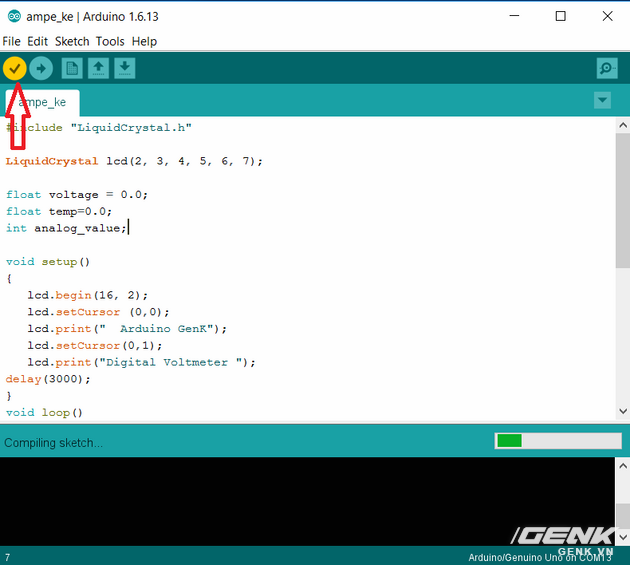 ampe_ke | Arduino 1.6.13
File Edit Sketch Tools Help
ampe_ke
#include "LiquidCrystal.h"
LiquidCrystal lcd(2, 3, 4, 5, 6, 7);
float voltage = 0.0;
float temp=0.0;
int analog_value;
void setup()
{
lcd.begin(16, 2);
lcd.setCursor (0,0);
lcd.print("  Arduino GenK");
lcd.setCursor(0,1);
lcd.print("Digital Voltmeter ");
delay(3000);
}
void loop()
Compiling sketch...
GENK
GENK.VN
7 Arduino/Genuino Uno on COM13